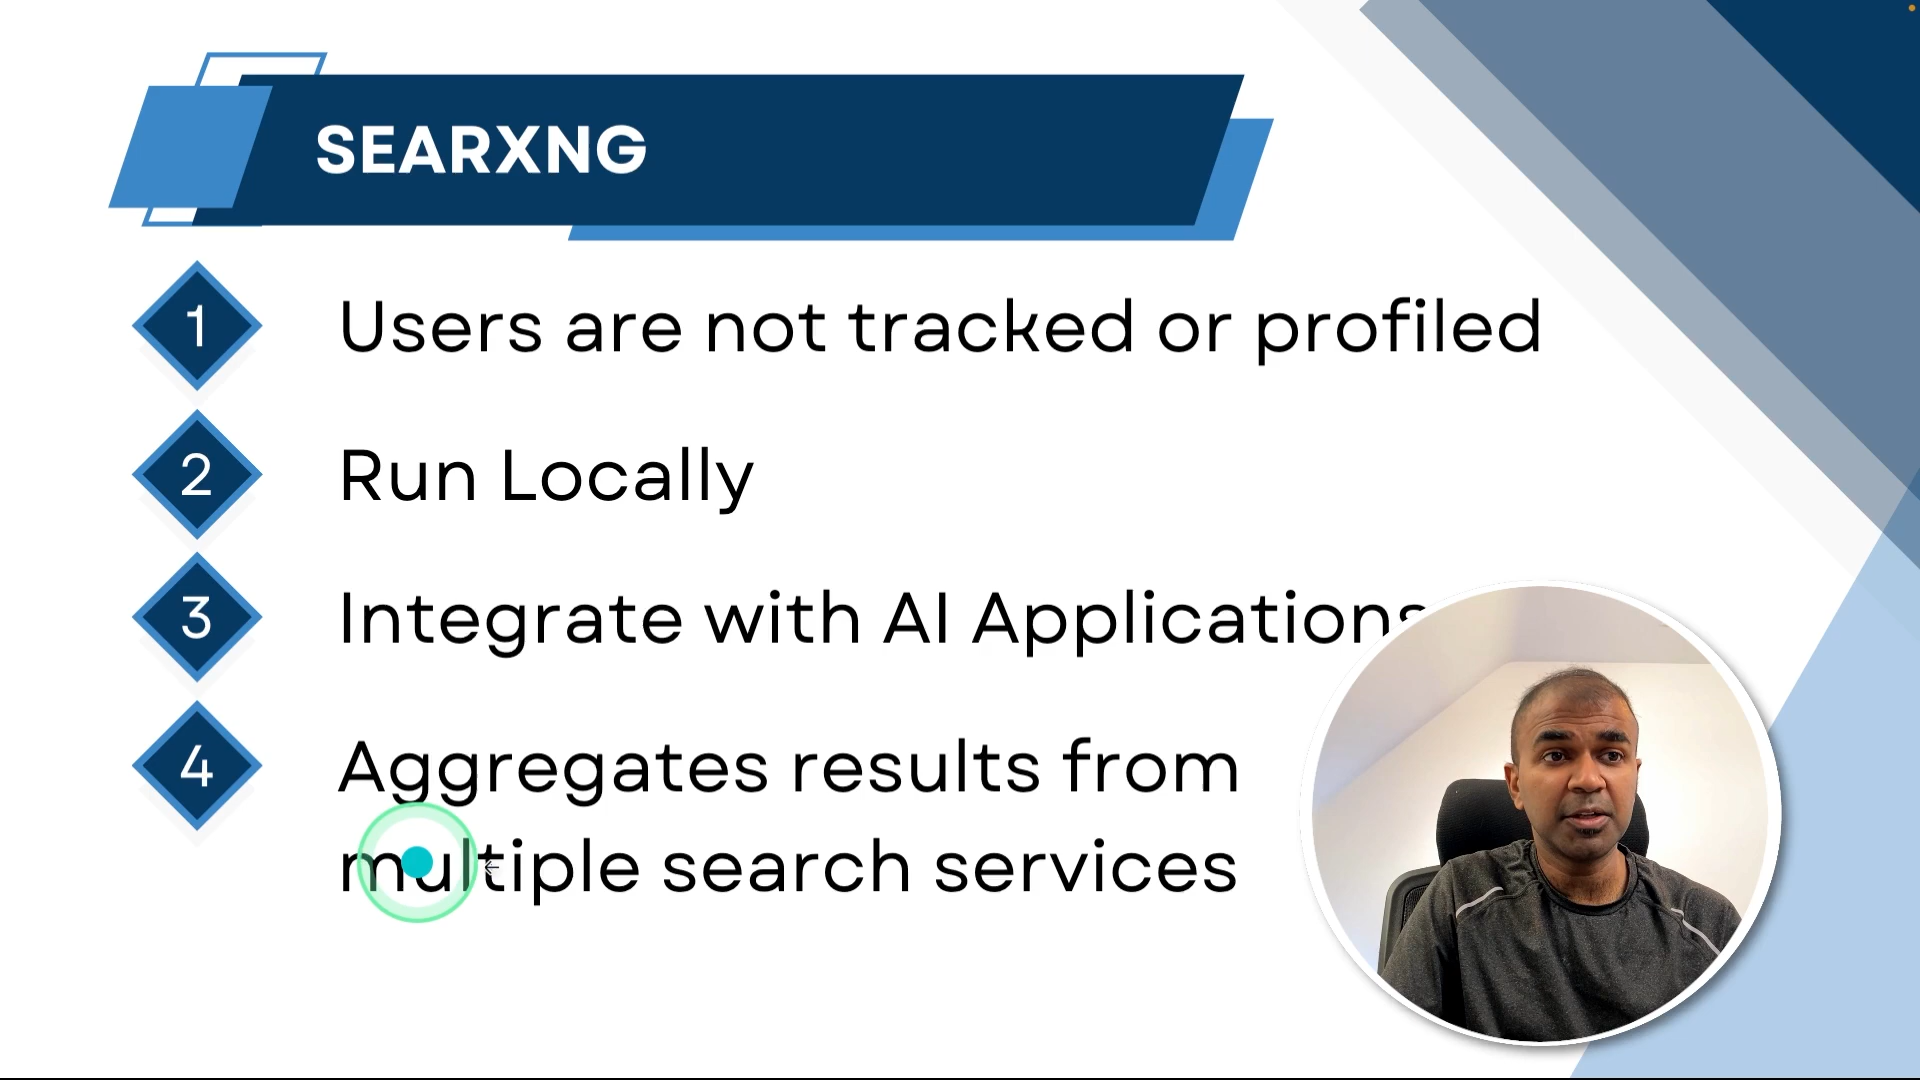 SEARXNG
1 Users are not tracked or profiled
2 Run Locally
3 Integrate with AI Applications
4 Aggregates results from
multiple search services